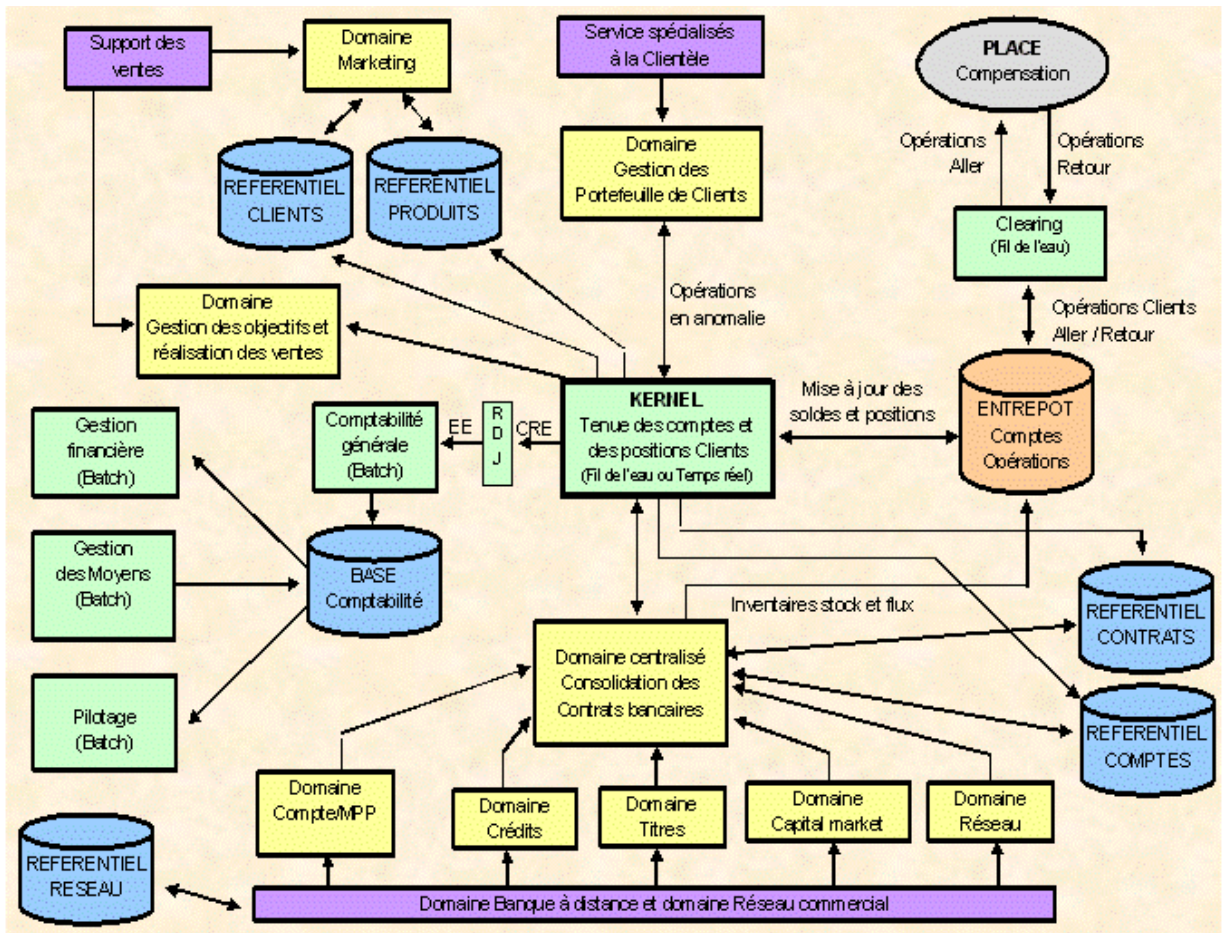 Support des
ventes
Domaine
Marketing
Service spécialisés
à la Clientèle
PLACE
Compensation
Opérations
Aller
Opérations
Retour
REFERENTIEL
CLIENTS
REFERENTIEL
PRODUITS
Domaine
Gestion des
Portefeuille de Clients
Clearing
(Fil de l'eau)
Domaine
Gestion des objectifs et
réalisation des ventes
Opérations
en anomalie
Opérations Clients
Aller / Retour
Gestion
financière
(Batch)
Comptabilité
générale
(Batch)
EE
R
D
J
CRE
KERNEL
Tenue des comptes et
des positions Clients
(Fil de l'eau ou Temps réel)
Mise à jour des
soldes et positions
ENTREPOT
Comptes
Opérations
Gestion
des Moyens
(Batch)
BASE
Comptabilité
Inventaires stock et flux
REFERENTIEL
CONTRATS
Domaine centralisé
Consolidation des
Contrats bancaires
Pilotage
(Batch)
REFERENTIEL
COMPTES
Domaine
Compte/MPP
Domaine
Crédits
Domaine
Titres
Domaine
Capital market
Domaine
Réseau
REFERENTIEL
RESEAU
Domaine Banque à distance et domaine Réseau commercial